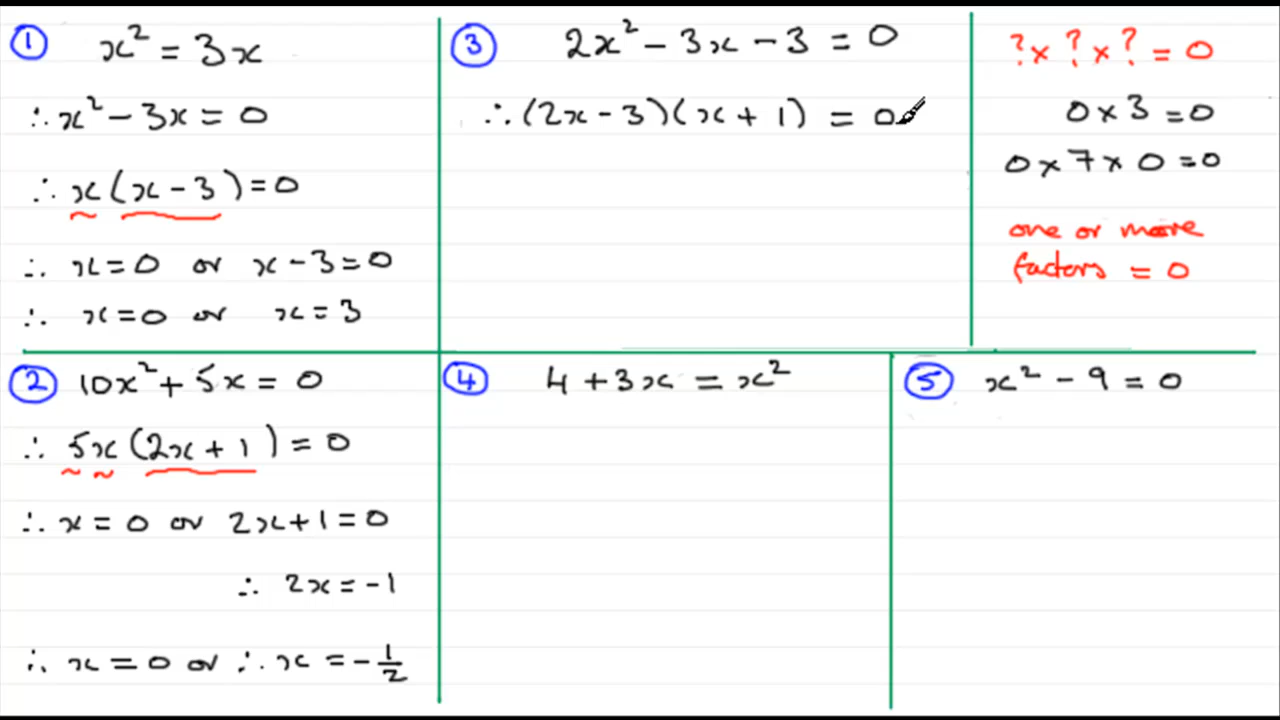 ① x² = 3x
∴ x² - 3x = 0
∴ x (x - 3) = 0
∴ x = 0 or x - 3 = 0
∴ x = 0 or x = 3
② 10x² + 5x = 0
∴ 5x (2x + 1) = 0
∴ x = 0 or 2x + 1 = 0
∴ 2x = -1
∴ x = 0 or ∴ x = -1/2
③ 2x² - 3x - 3 = 0
∴ (2x - 3)(x + 1) = 0
? x ? x ? = 0
0 x 3 = 0
0 x 7 x 0 = 0
one or more
factors = 0
④ 4 + 3x = x²
⑤ x² - 9 = 0